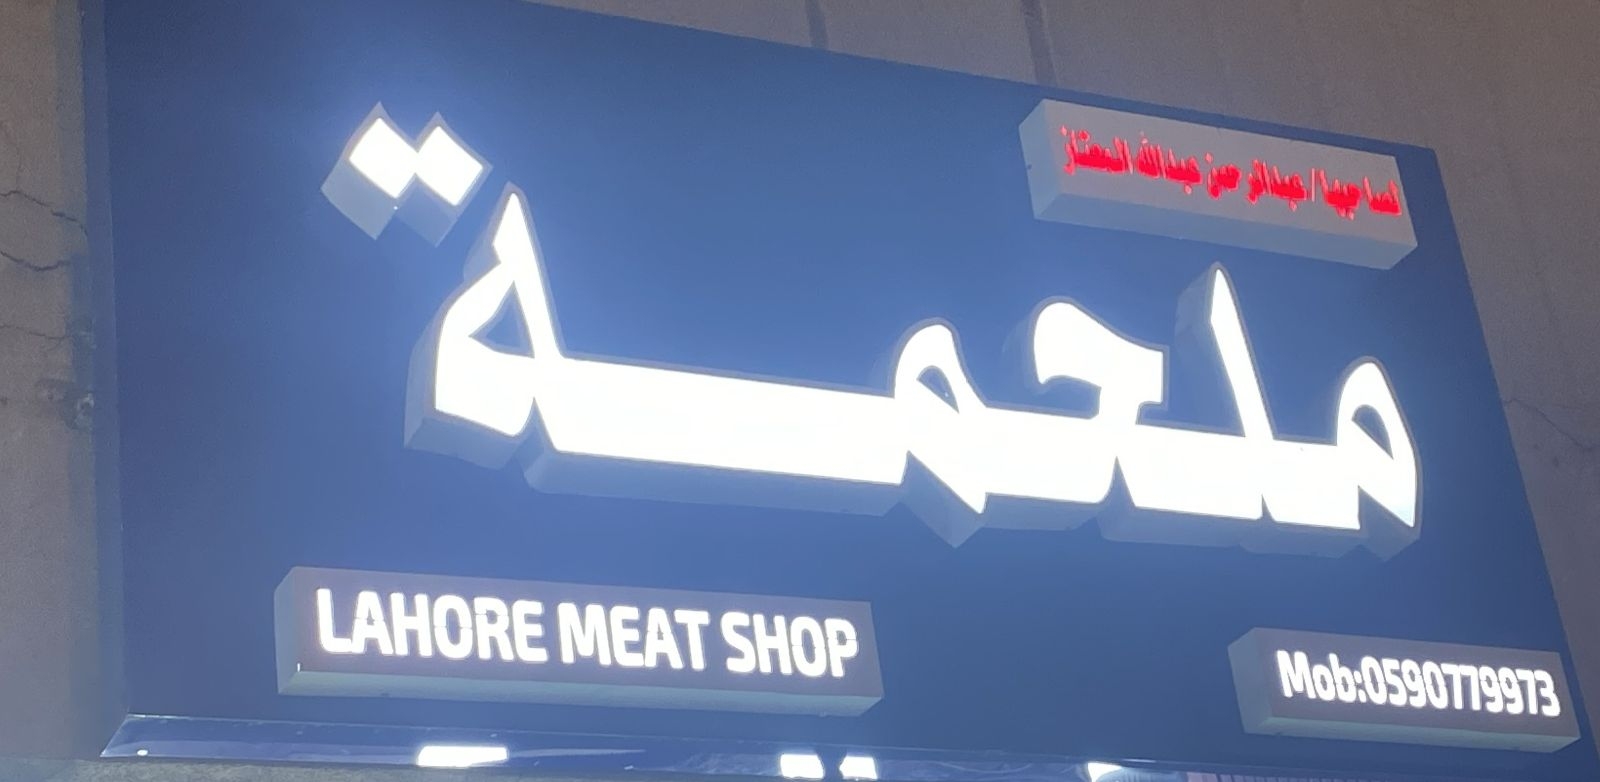 لصاحبها / عبدالرحمن عبدالله المعتاز
ملحمة
LAHORE MEAT SHOP
Mob:0590779973